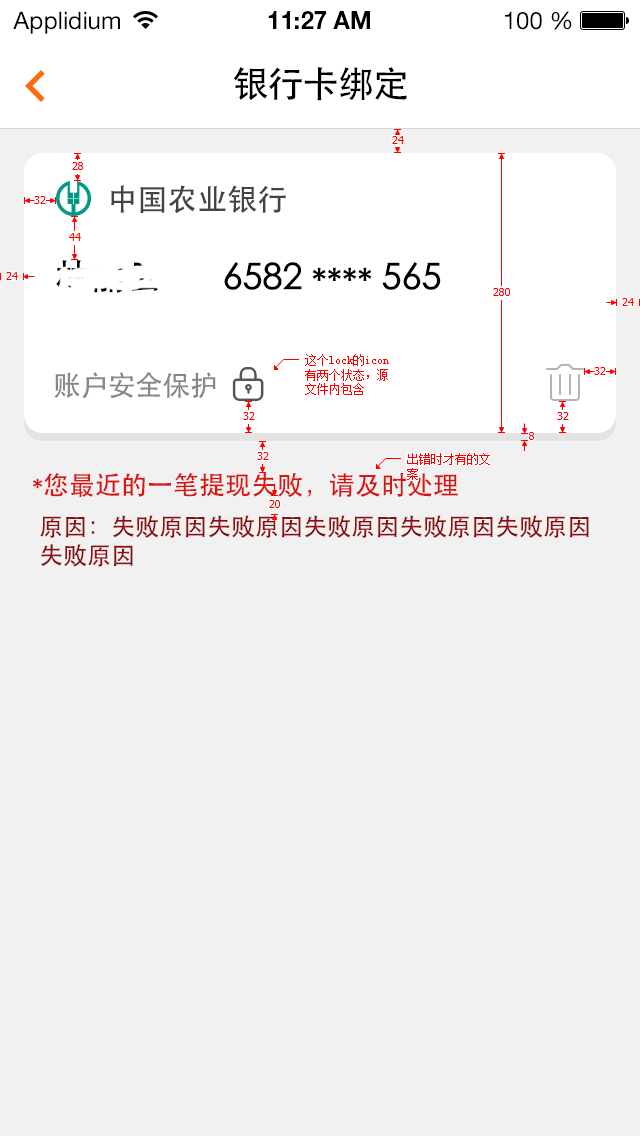 Applidium 11:27 AM 100 %
银行卡绑定
24
28
32
中国农业银行
44
24
6582 **** 565
280
24
这个lock的icon
有两个状态，源
文件内包含
账户安全保护
32
32
32
8
32
出错时才有的文
案
*您最近的一笔提现失败，请及时处理
20
原因：失败原因失败原因失败原因失败原因失败原因
失败原因